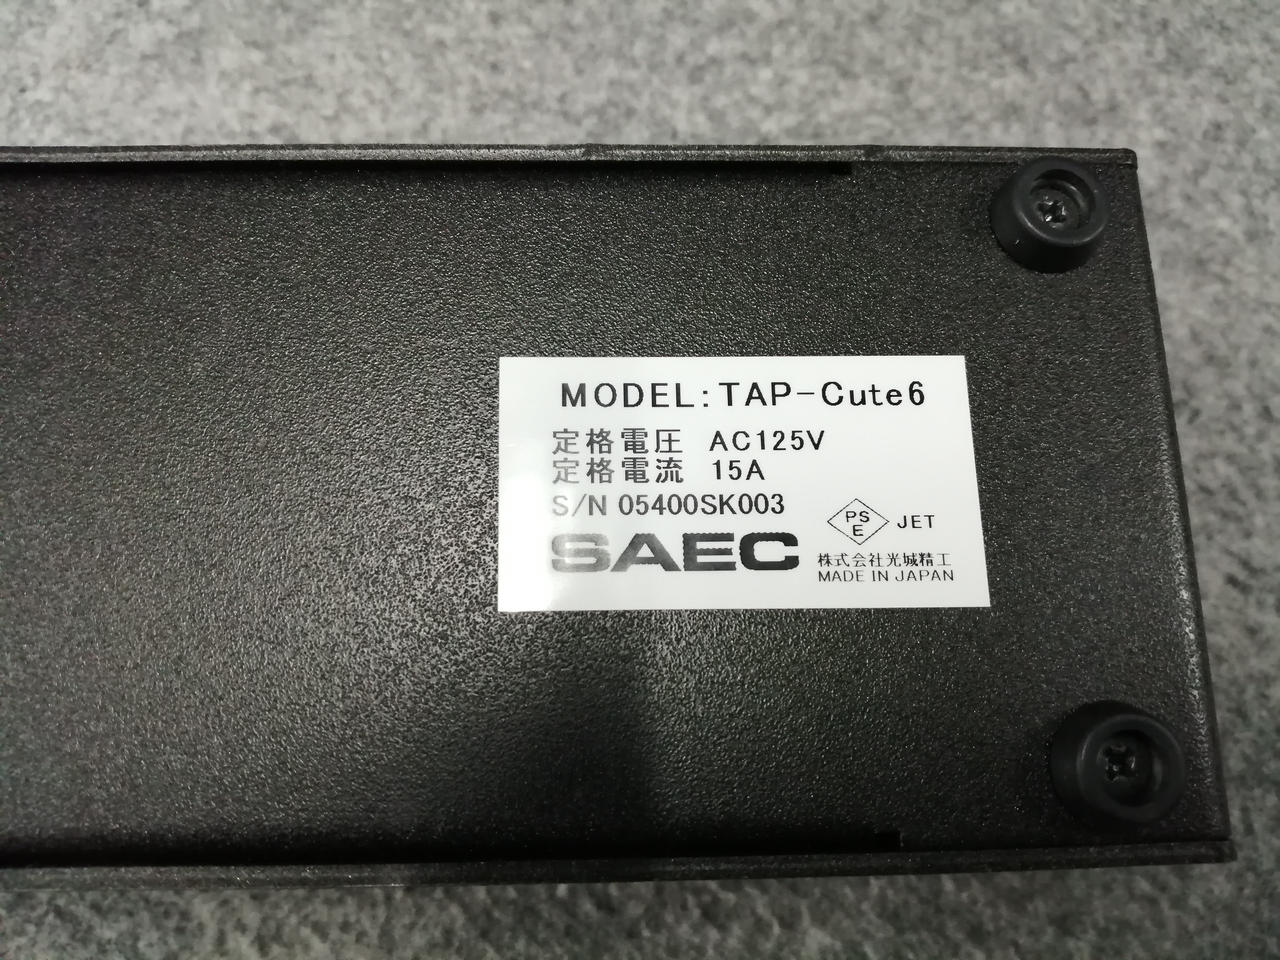 MODEL:TAP-Cute6
定格電圧 AC125V
定格電流 15A
S/N 05400SK003
PS
E
JET
SAEC
株式会社光城精工
MADE IN JAPAN